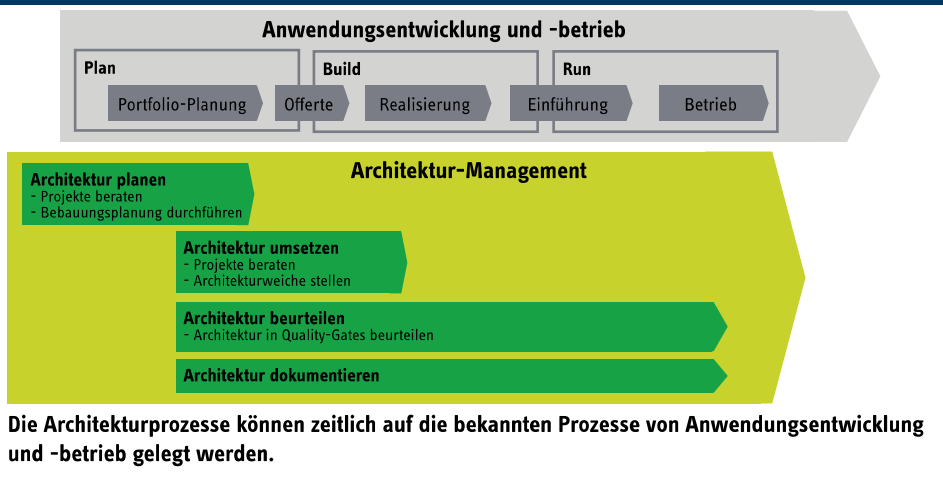 Anwendungsentwicklung und -betrieb
Plan
Build
Run
Portfolio-Planung
Offerte
Realisierung
Einführung
Betrieb
Architektur-Management
Architektur planen
- Projekte beraten
- Bebauungsplanung durchführen
Architektur umsetzen
- Projekte beraten
- Architekturweiche stellen
Architektur beurteilen
- Architektur in Quality-Gates beurteilen
Architektur dokumentieren
Die Architekturprozesse können zeitlich auf die bekannten Prozesse von Anwendungsentwicklung
und -betrieb gelegt werden.